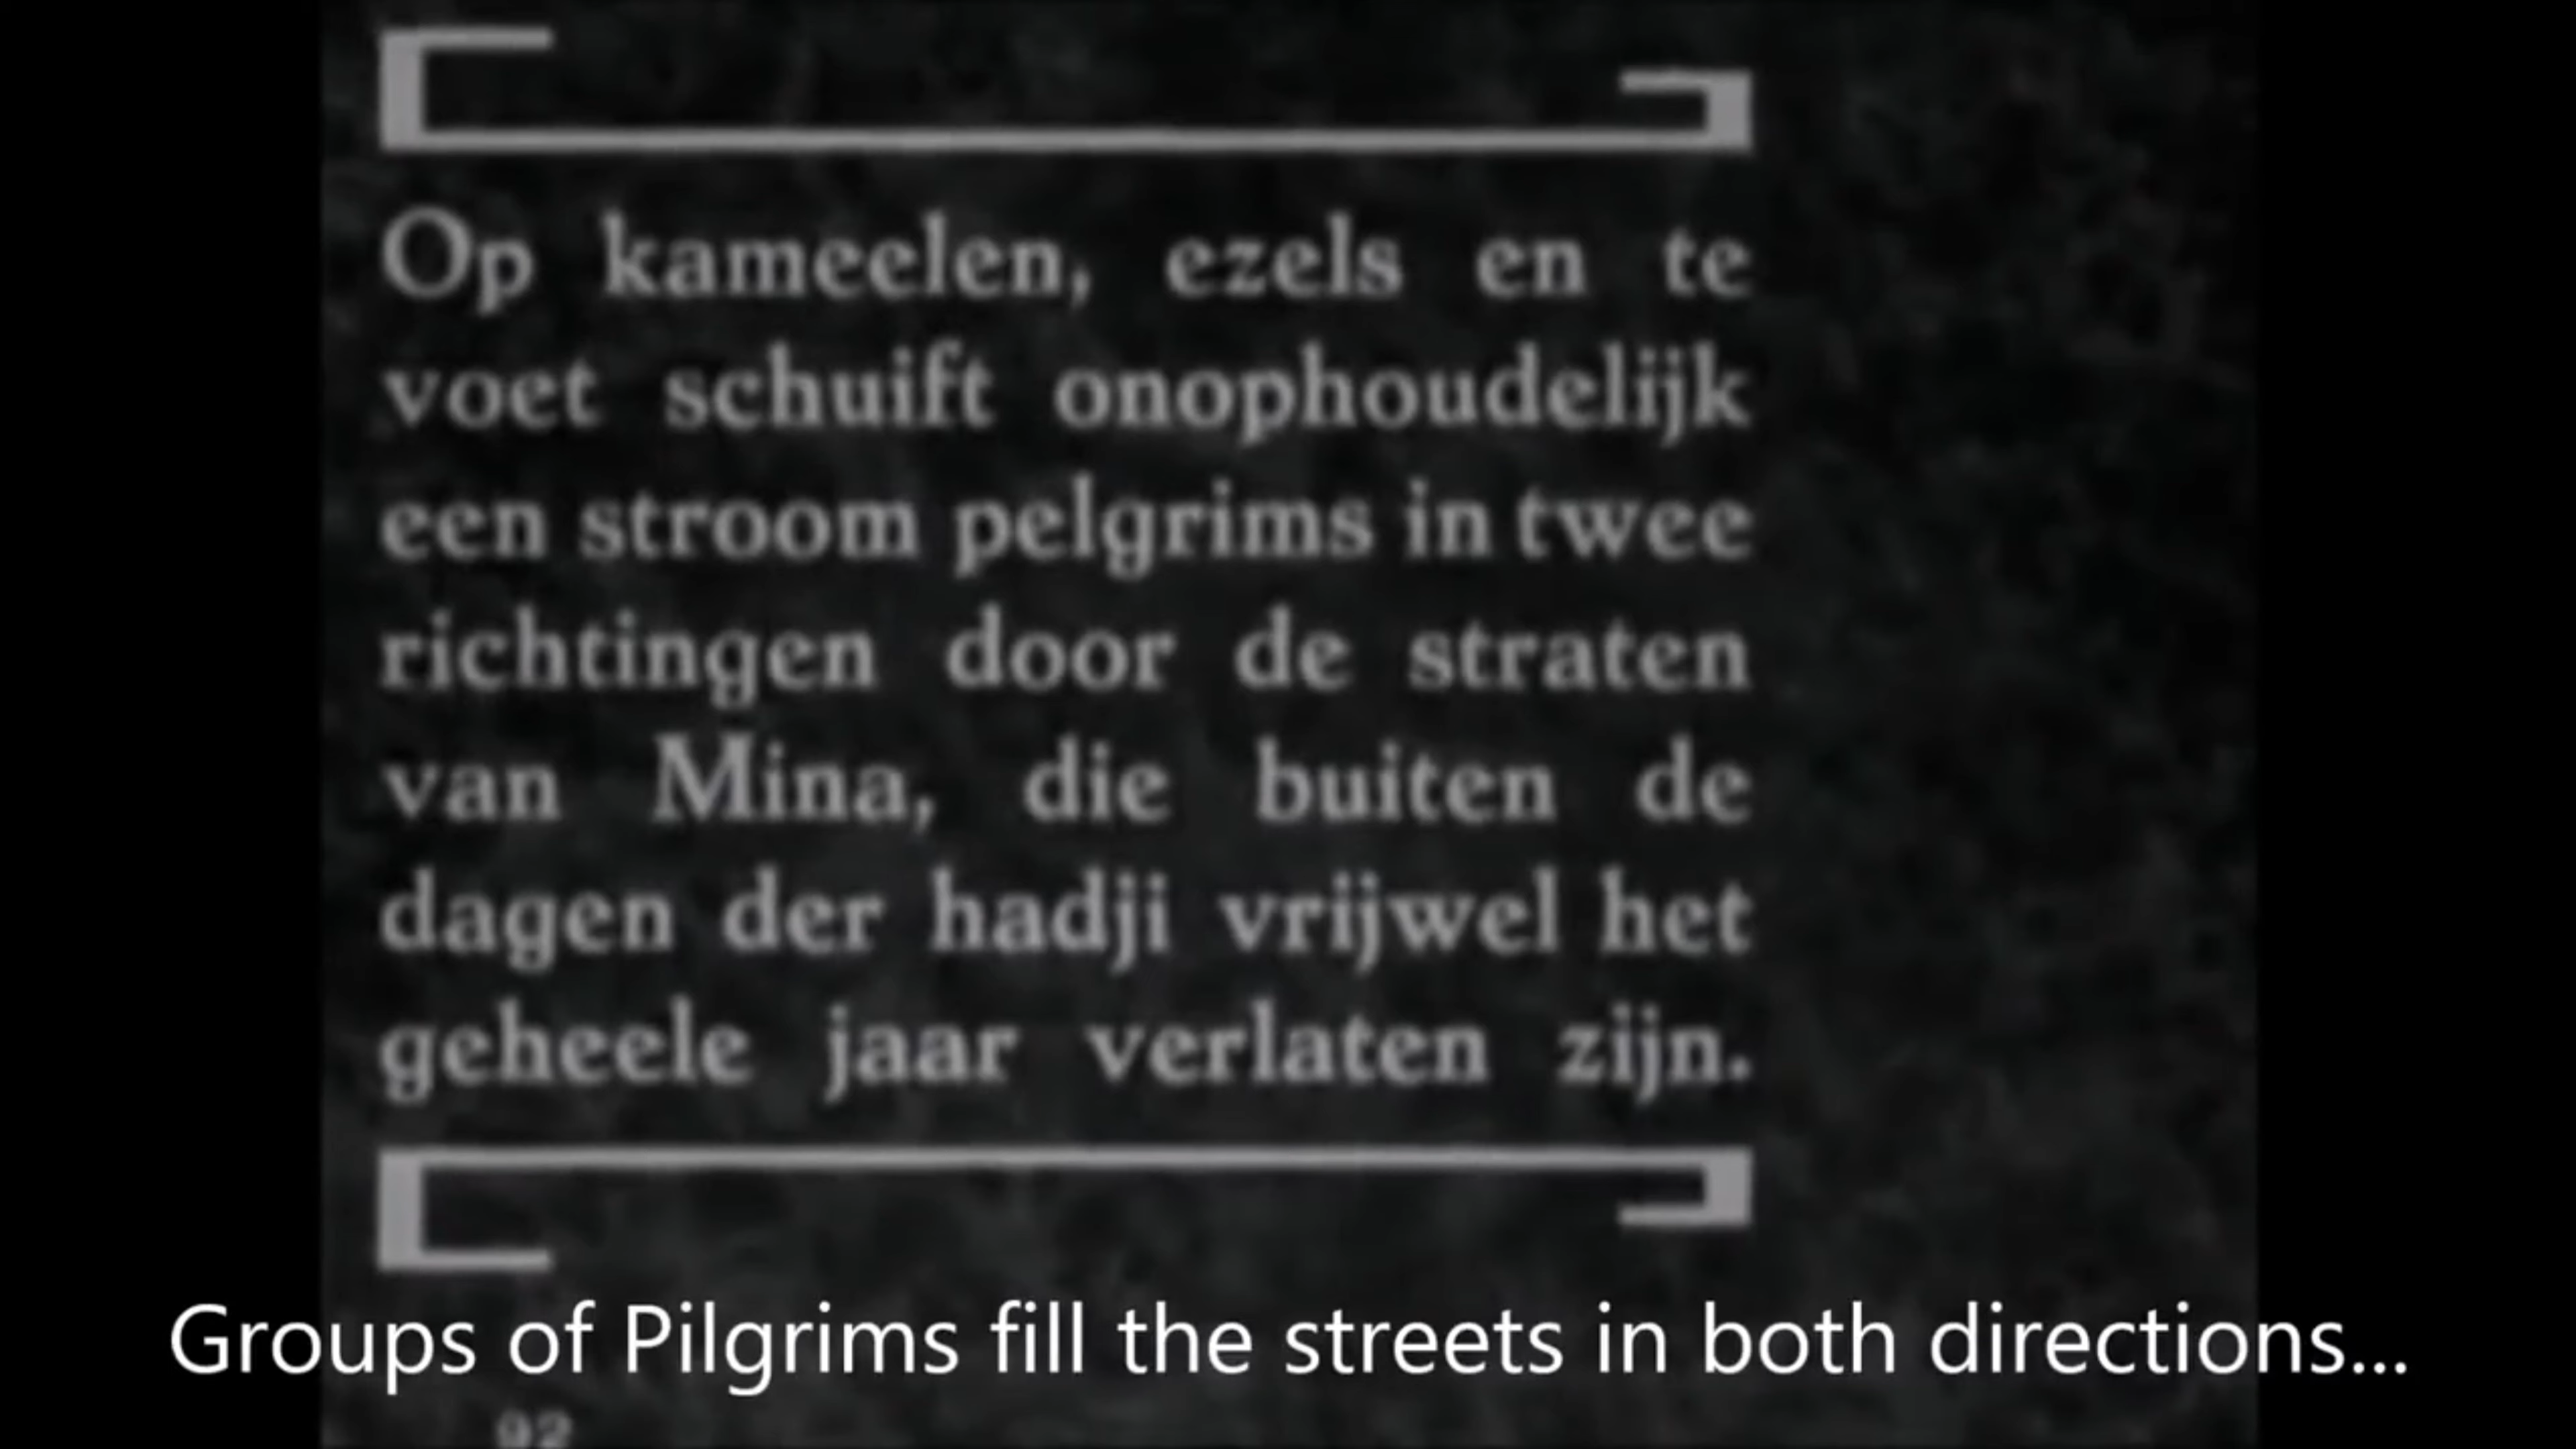 Op kameelen, ezels en te
voet schuift onophoudelijk
een stroom pelgrims in twee
richtingen door de straten
van Mina, die buiten de
dagen der hadji vrijwel het
geheele jaar verlaten zijn.
Groups of Pilgrims fill the streets in both directions...
92